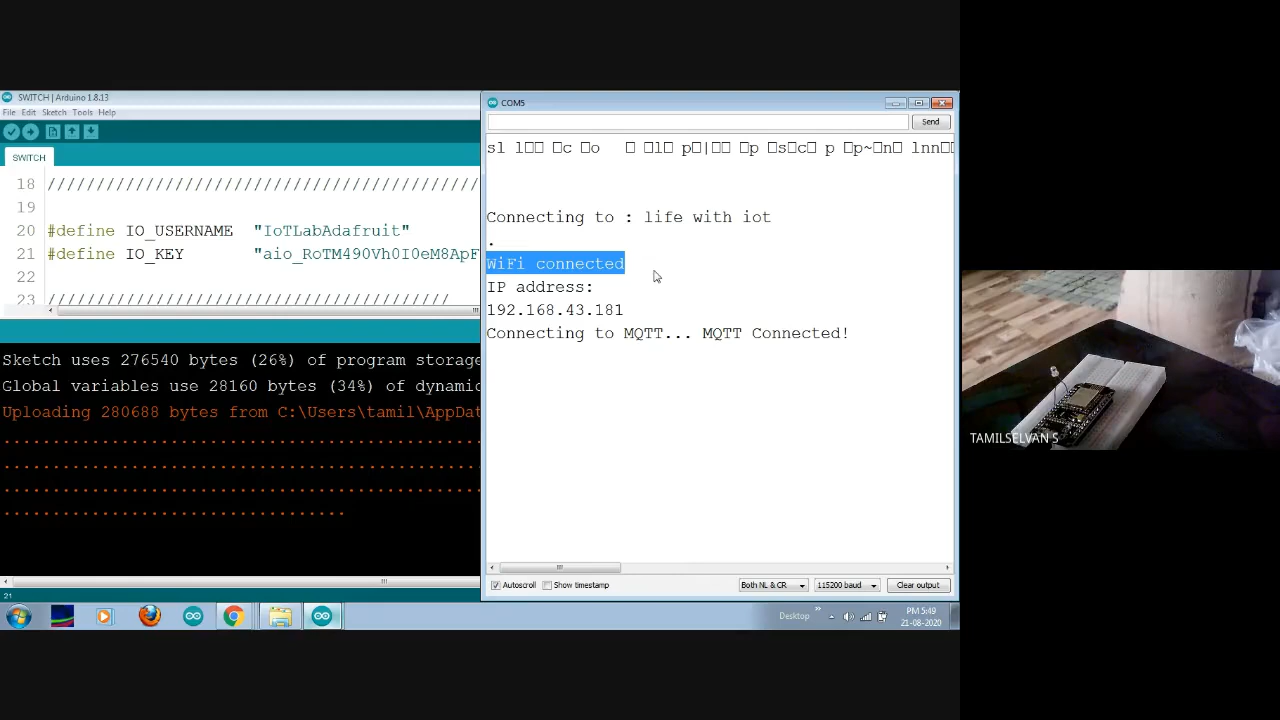 SWITCH | Arduino 1.8.13
File Edit Sketch Tools Help
SWITCH
18 /////////////////////////////////////////////
19
20 #define IO_USERNAME "IoTLabAdafruit"
21 #define IO_KEY "aio_RoTM490Vh0I0eM8ApF
22
23 /////////////////////////////////////////
Sketch uses 276540 bytes (26%) of program storage
Global variables use 28160 bytes (34%) of dynamic
Uploading 280688 bytes from C:\Users\tamil\AppDat
21
COM5
Send
Connecting to : life with iot
.
WiFi connected
IP address:
192.168.43.181
Connecting to MQTT... MQTT Connected!
Autoscroll Show timestamp Both NL & CR 115200 baud Clear output
Desktop
PM 5:49
21-08-2020
TAMILSELVAN S